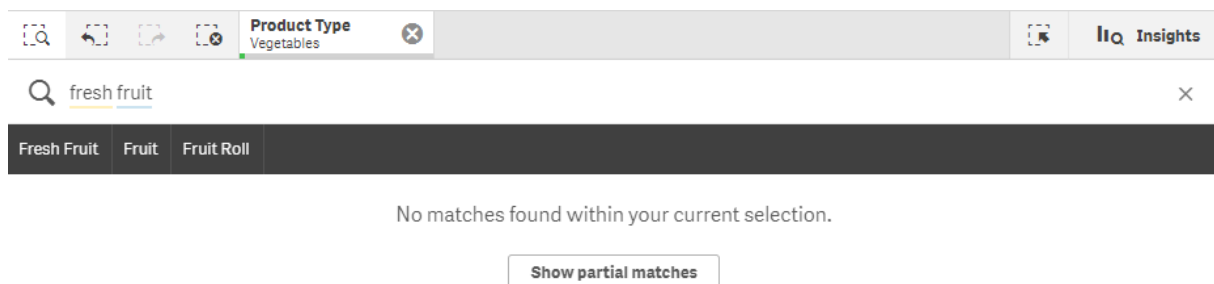 Product Type
Vegetables
Insights
fresh fruit
Fresh Fruit Fruit Fruit Roll
No matches found within your current selection.
Show partial matches